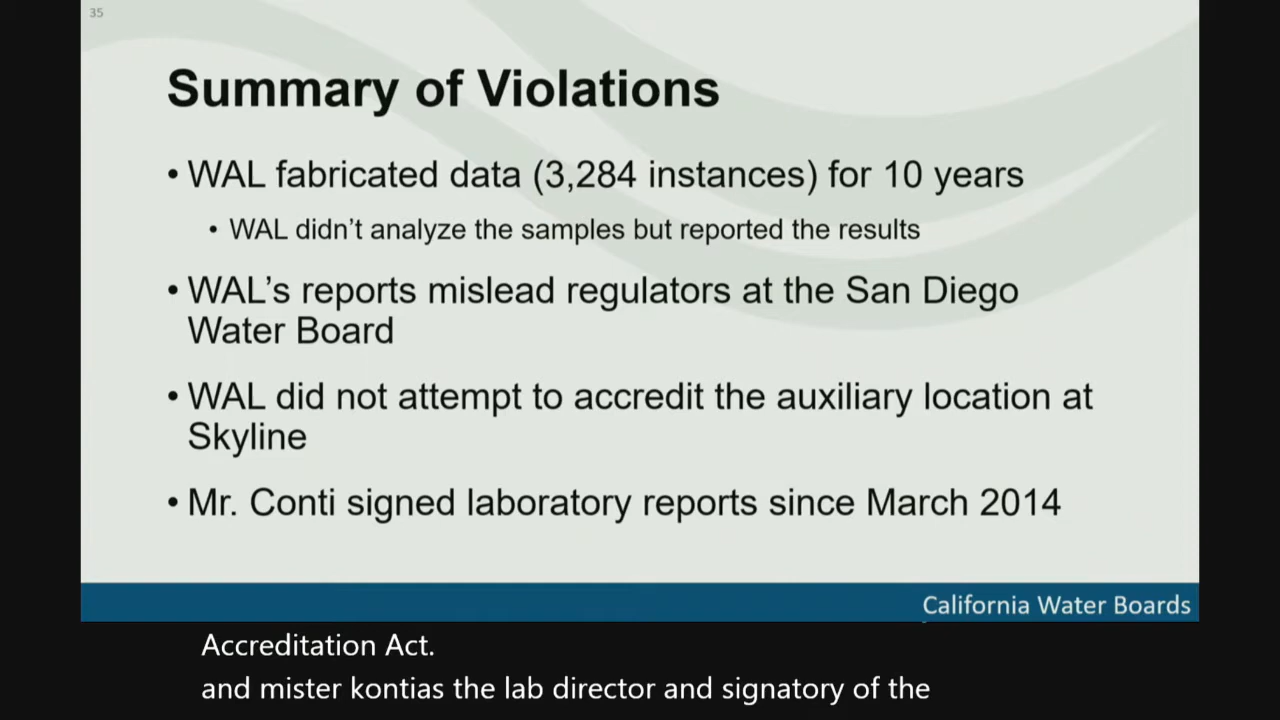 35
Summary of Violations
• WAL fabricated data (3,284 instances) for 10 years
• WAL didn’t analyze the samples but reported the results
• WAL’s reports mislead regulators at the San Diego
Water Board
• WAL did not attempt to accredit the auxiliary location at
Skyline
• Mr. Conti signed laboratory reports since March 2014
California Water Boards
Accreditation Act.
and mister kontias the lab director and signatory of the